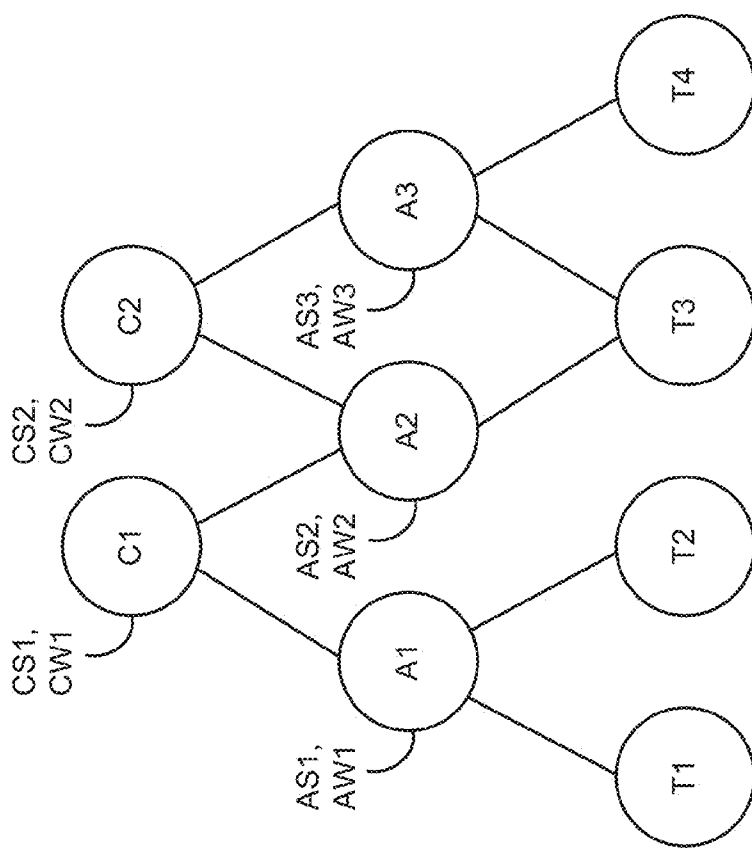 CS1,
CW1
CS2,
CW2
C1
C2
AS1,
AW1
AS2,
AW2
AS3,
AW3
A1
A2
A3
T1
T2
T3
T4